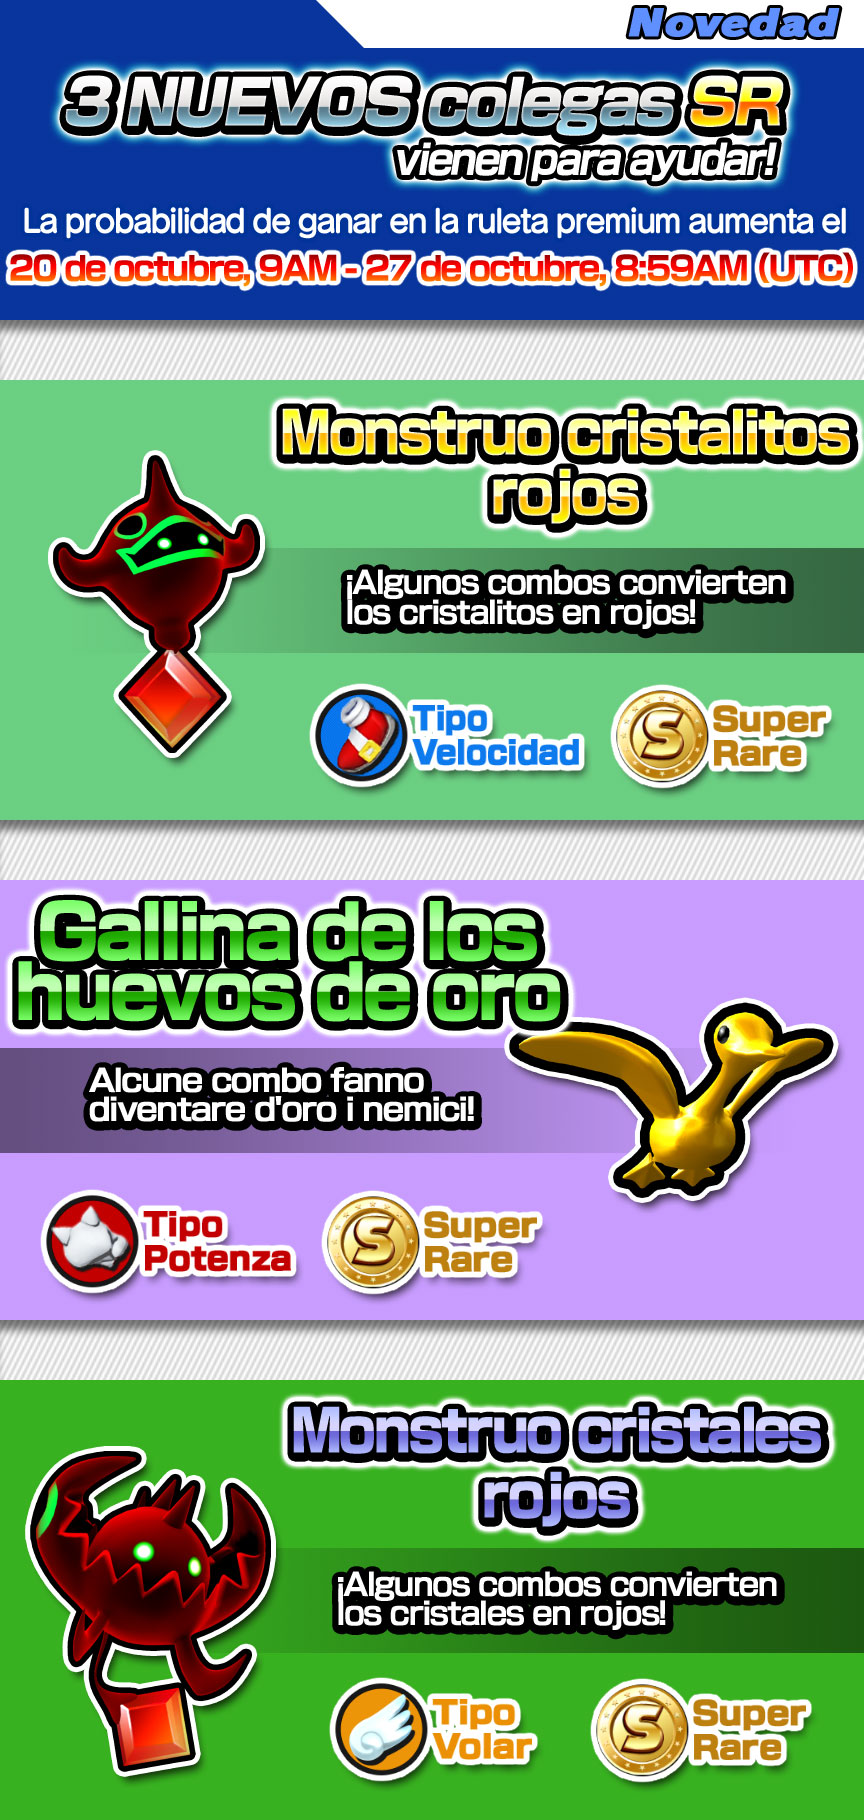 Novedad
3 NUEVOS colegas SR
vienen para ayudar!
La probabilidad de ganar en la ruleta premium aumenta el
20 de octubre, 9AM - 27 de octubre, 8:59AM (UTC)
Monstruo cristalitos
rojos
¡Algunos combos convierten
los cristalitos en rojos!
Tipo
Velocidad
Super
Rare
Gallina de los
huevos de oro
Alcune combo fanno
diventare d'oro i nemici!
Tipo
Potenza
Super
Rare
Monstruo cristales
rojos
¡Algunos combos convierten
los cristales en rojos!
Tipo
Volar
Super
Rare